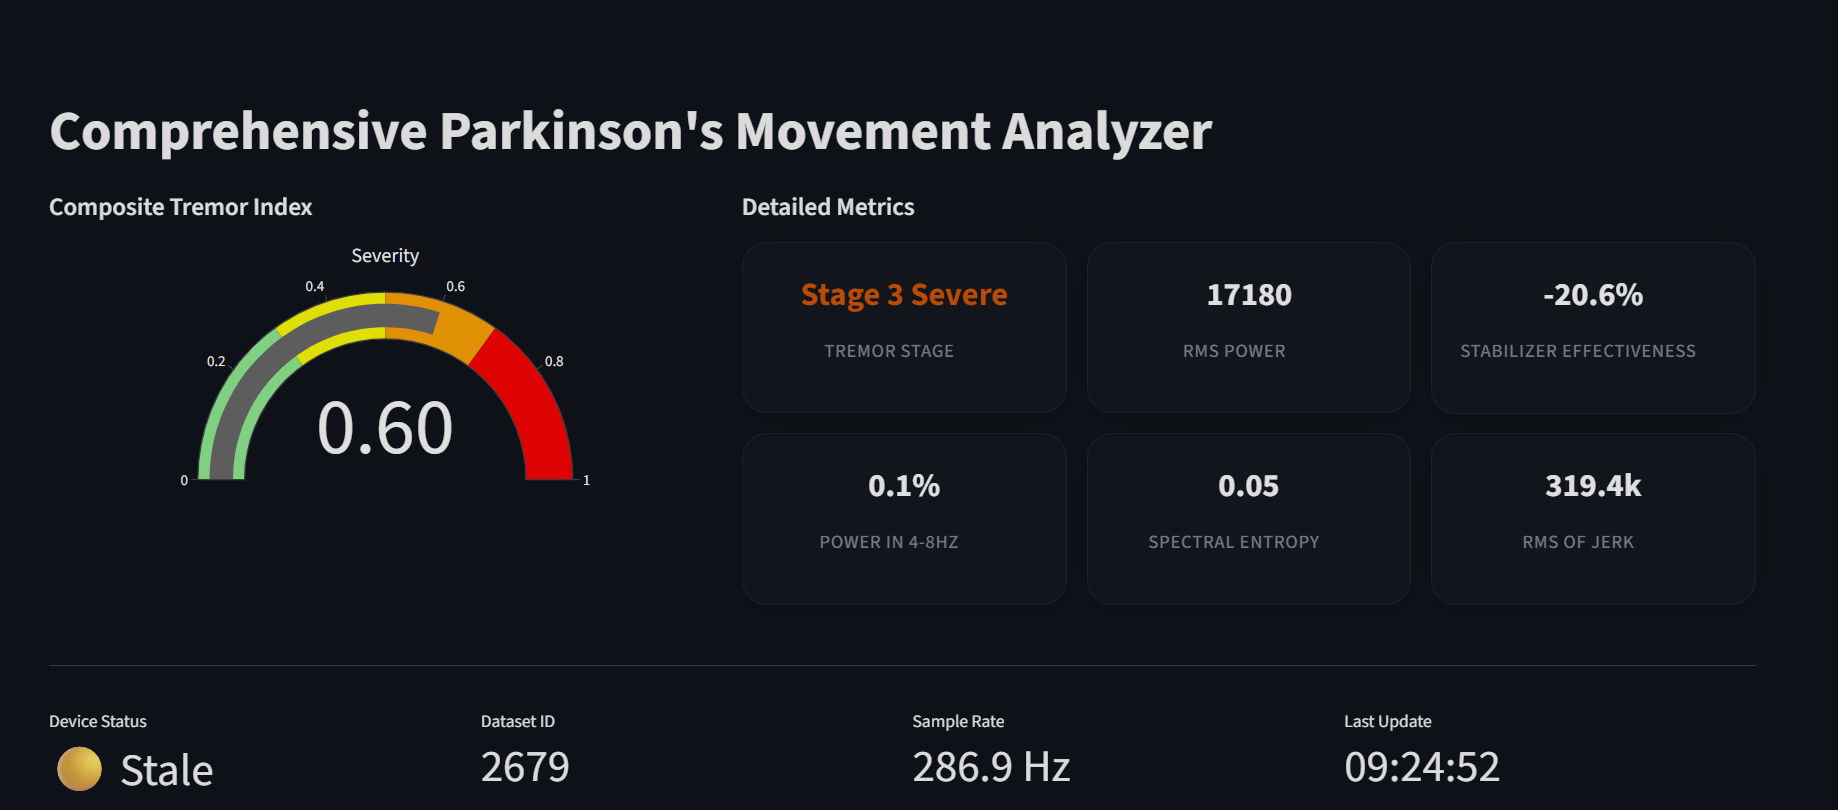 Comprehensive Parkinson's Movement Analyzer
Composite Tremor Index
Severity
0
0.2
0.4
0.6
0.8
1
0.60
Detailed Metrics
Stage 3 Severe
TREMOR STAGE
17180
RMS POWER
-20.6%
STABILIZER EFFECTIVENESS
0.1%
POWER IN 4-8HZ
0.05
SPECTRAL ENTROPY
319.4k
RMS OF JERK
Device Status
Stale
Dataset ID
2679
Sample Rate
286.9 Hz
Last Update
09:24:52